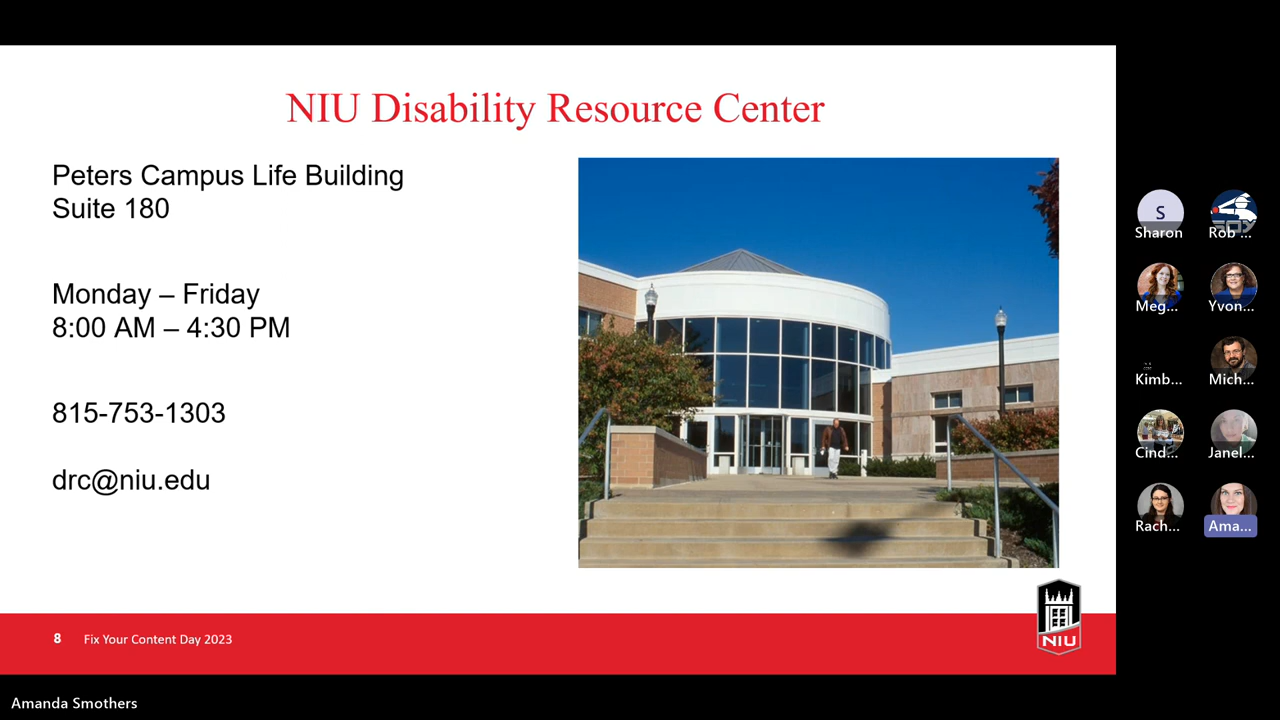 NIU Disability Resource Center
Peters Campus Life Building
Suite 180
Monday – Friday
8:00 AM – 4:30 PM
815-753-1303
drc@niu.edu
NIU
8 Fix Your Content Day 2023
S
SOX
Sharon
Rob ...
Meg...
Yvon...
Kimb...
Mich...
Cind...
Janel...
Rach...
Ama...
Amanda Smothers